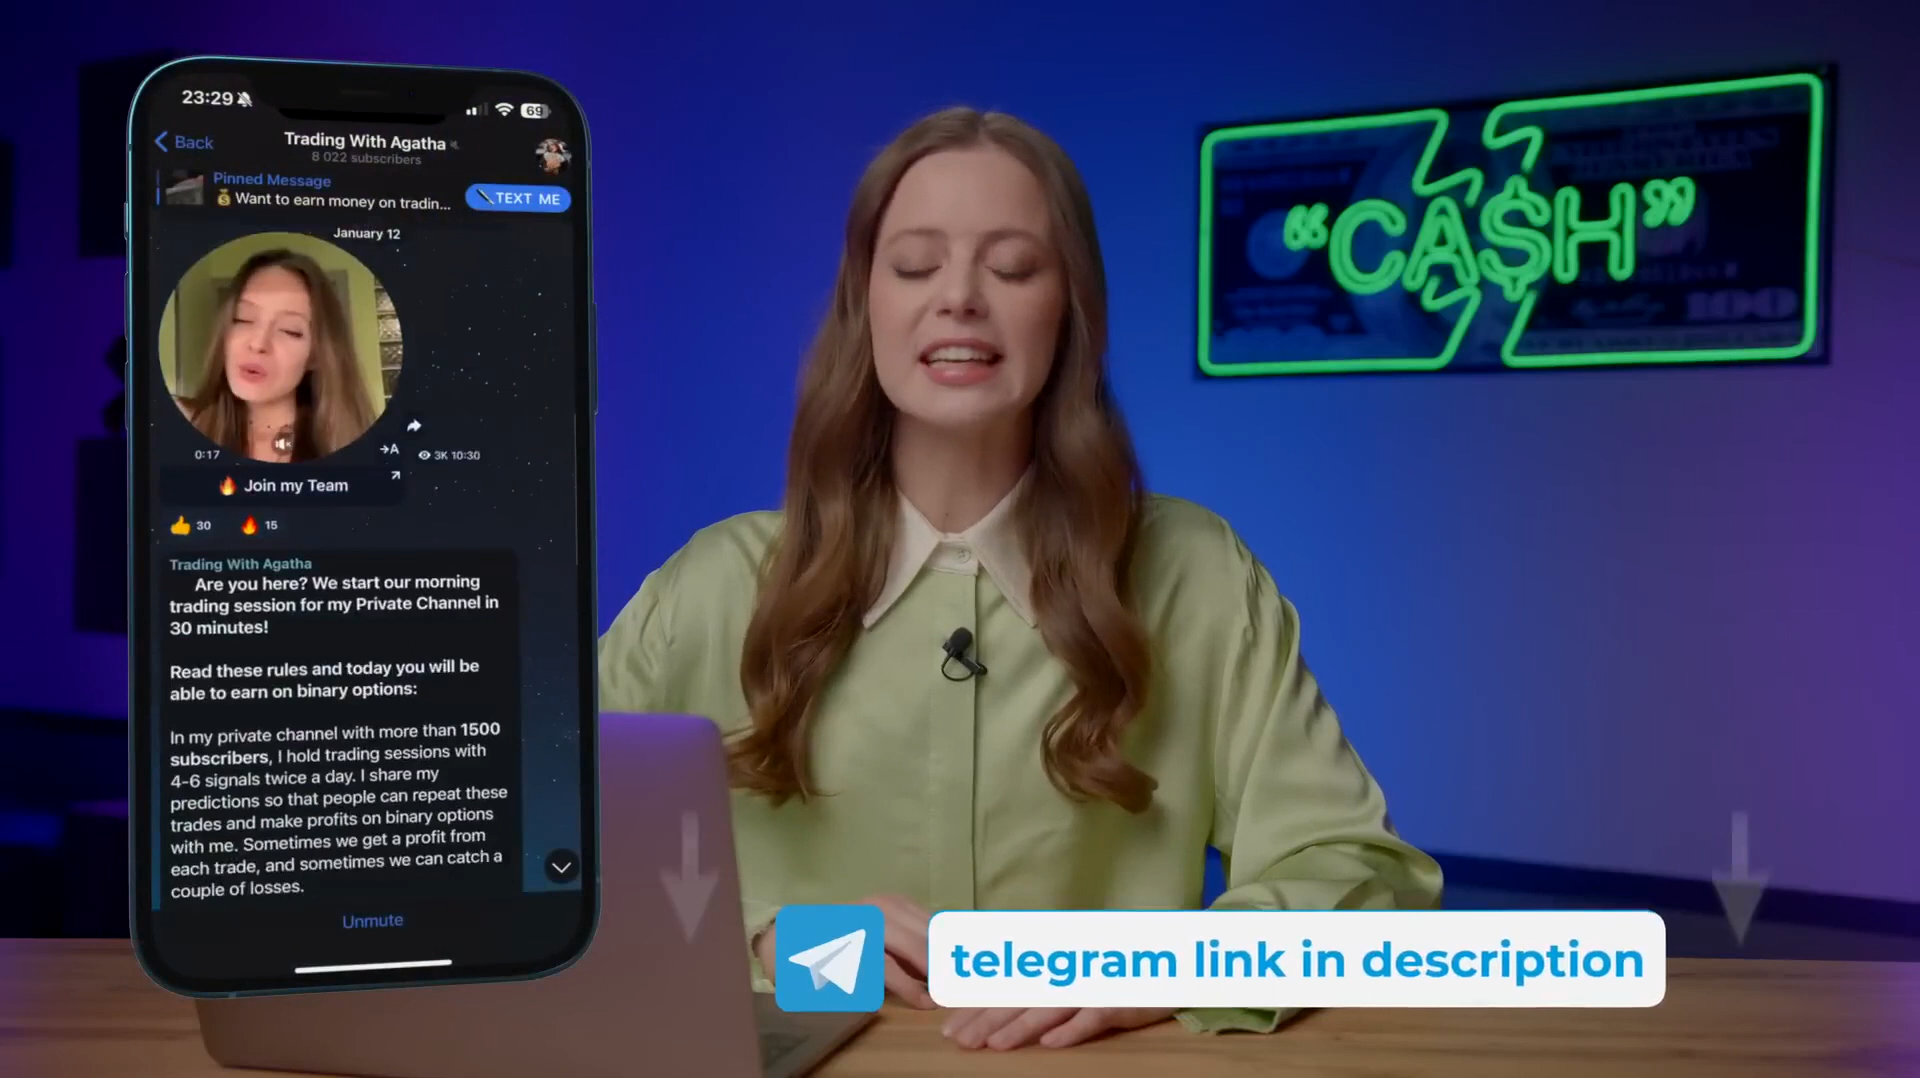 23:29
69
Back
Trading With Agatha
8 022 subscribers
Pinned Message
💰 Want to earn money on tradin...
TEXT ME
January 12
0:17
→A
3K 10:30
🔥 Join my Team
👍 30 🔥 15
Trading With Agatha
Are you here? We start our morning
trading session for my Private Channel in
30 minutes!
Read these rules and today you will be
able to earn on binary options:
In my private channel with more than 1500
subscribers, I hold trading sessions with
4-6 signals twice a day. I share my
predictions so that people can repeat these
trades and make profits on binary options
with me. Sometimes we get a profit from
each trade, and sometimes we can catch a
couple of losses.
Unmute
“CA$H”
100
telegram link in description